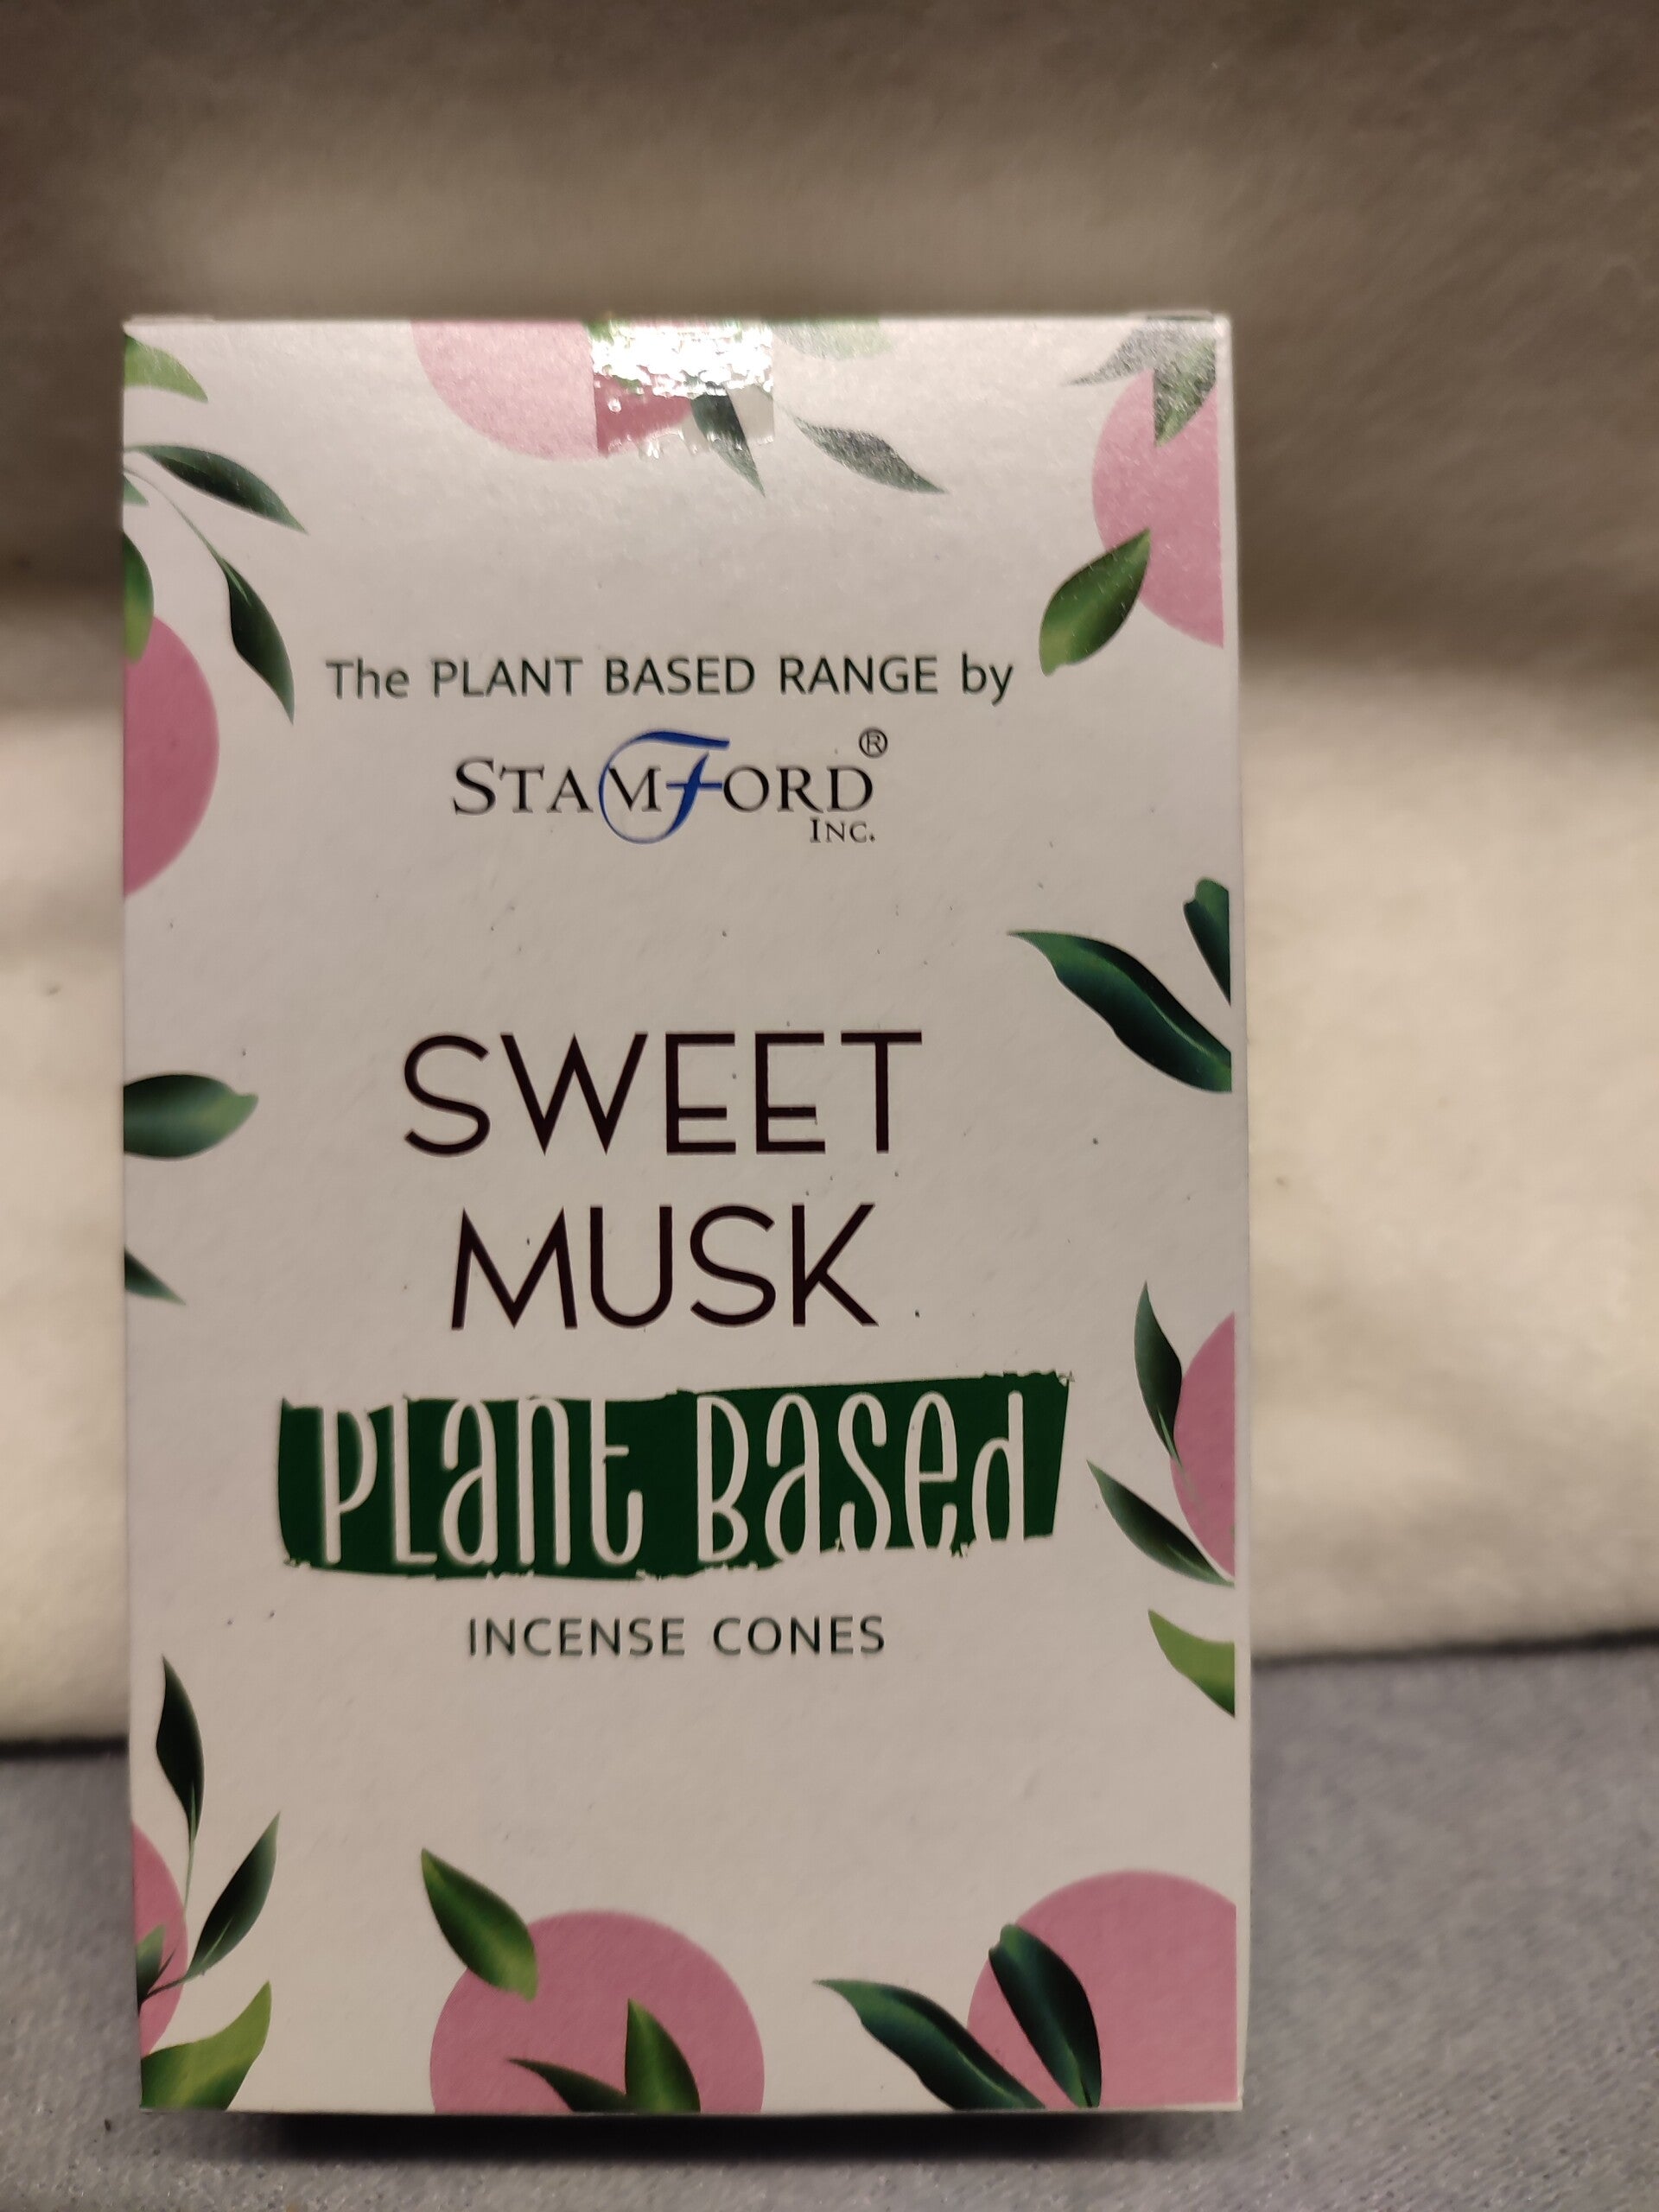 The PLANT BASED RANGE by
STAMFORD®
INC.
SWEET
MUSK
PLant Based
INCENSE CONES